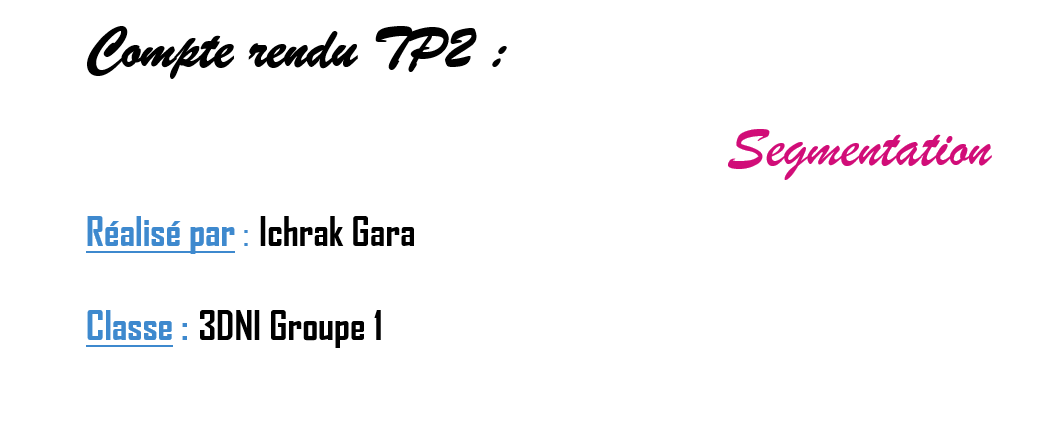 Compte rendu TP2 :
Segmentation
Réalisé par : Ichrak Gara
Classe : 3DNI Groupe 1